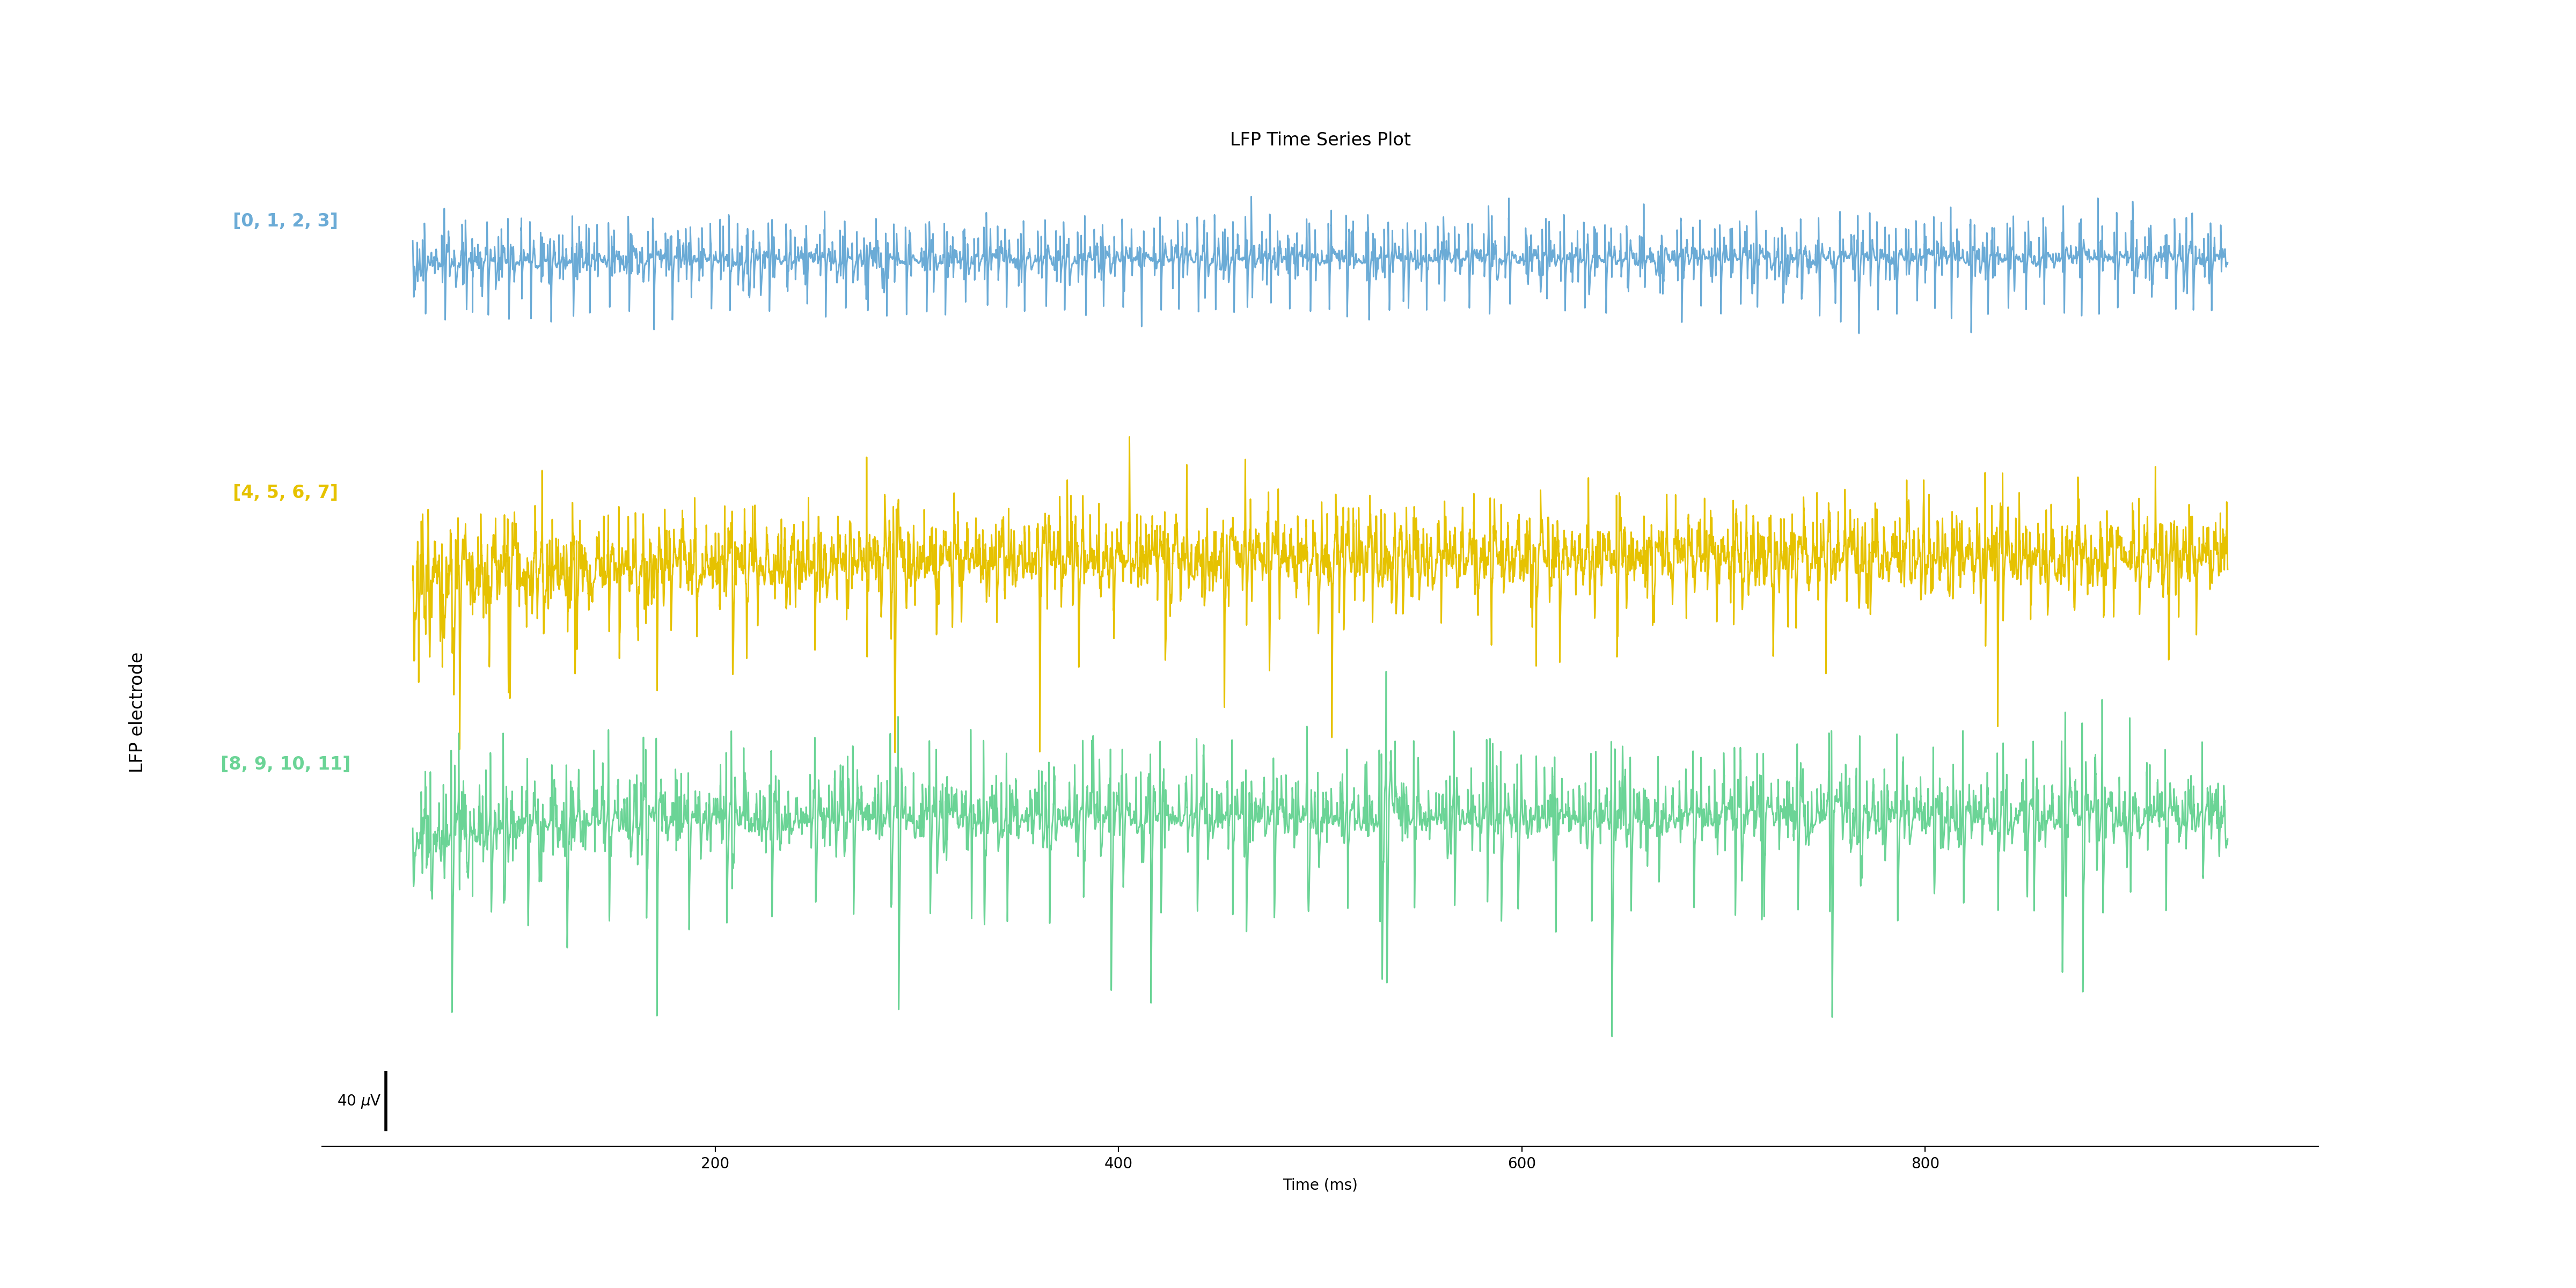 LFP Time Series Plot
[0, 1, 2, 3]
[4, 5, 6, 7]
LFP electrode
[8, 9, 10, 11]
40 μV
200 400 600 800
Time (ms)